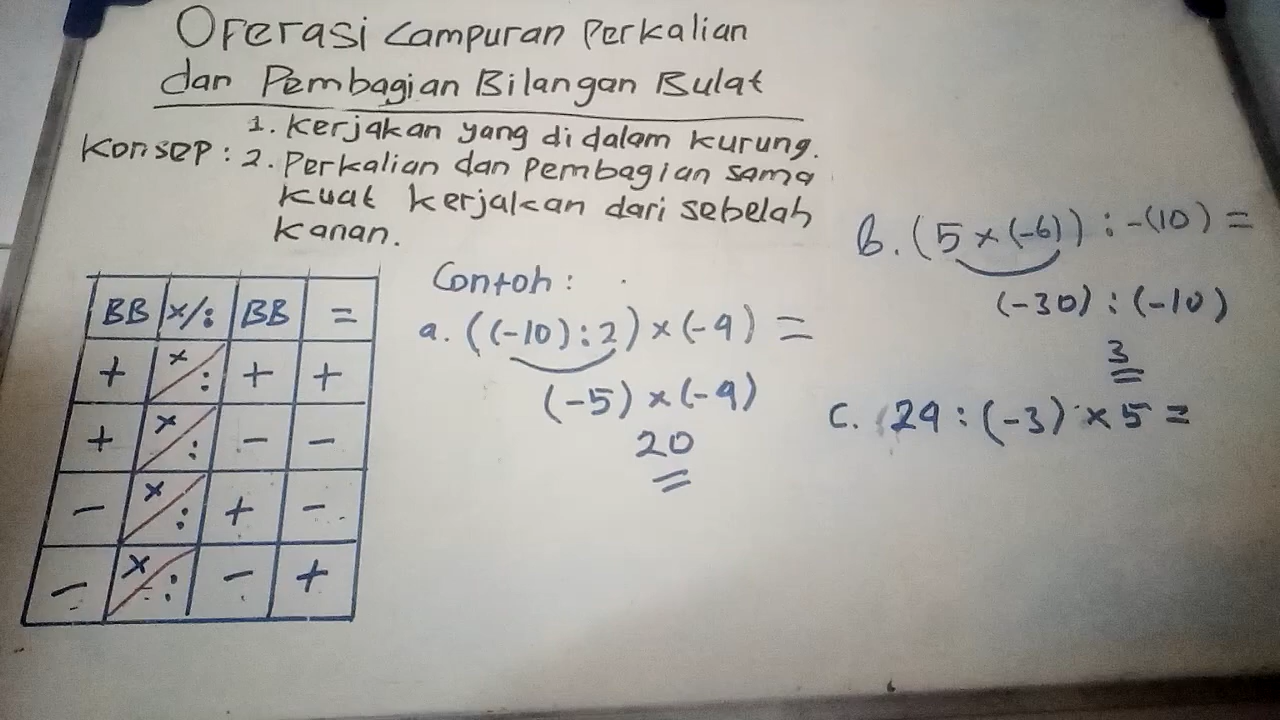 Operasi Campuran Perkalian
dan Pembagian Bilangan Bulat
Konsep : 1. Kerjakan yang di dalam kurung.
2. Perkalian dan Pembagian sama
kuat kerjakan dari sebelah
kanan.
BB x/: BB =
+ x/: + +
+ x/: - -
- x/: + -
- x/: - +
Contoh :
a. ((-10) : 2) x (-4) =
(-5) x (-4)
20
b. (5 x (-6)) : -(10) =
(-30) : (-10)
3
c. 24 : (-3) x 5 =